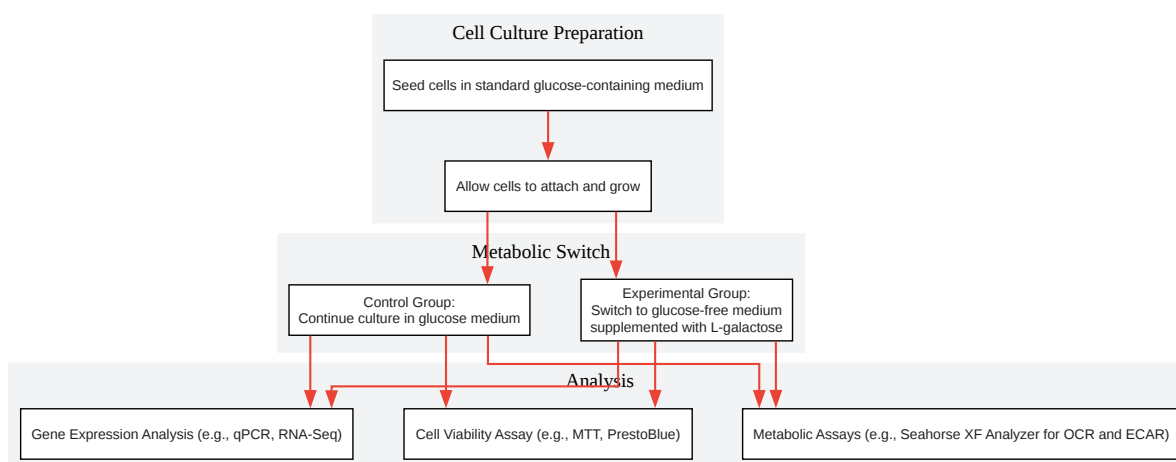 Cell Culture Preparation
Seed cells in standard glucose-containing medium
Allow cells to attach and grow
Metabolic Switch
Control Group:
Continue culture in glucose medium
Experimental Group:
Switch to glucose-free medium
supplemented with L-galactose
Analysis
Gene Expression Analysis (e.g., qPCR, RNA-Seq)
Cell Viability Assay (e.g., MTT, PrestoBlue)
Metabolic Assays (e.g., Seahorse XF Analyzer for OCR and ECAR)